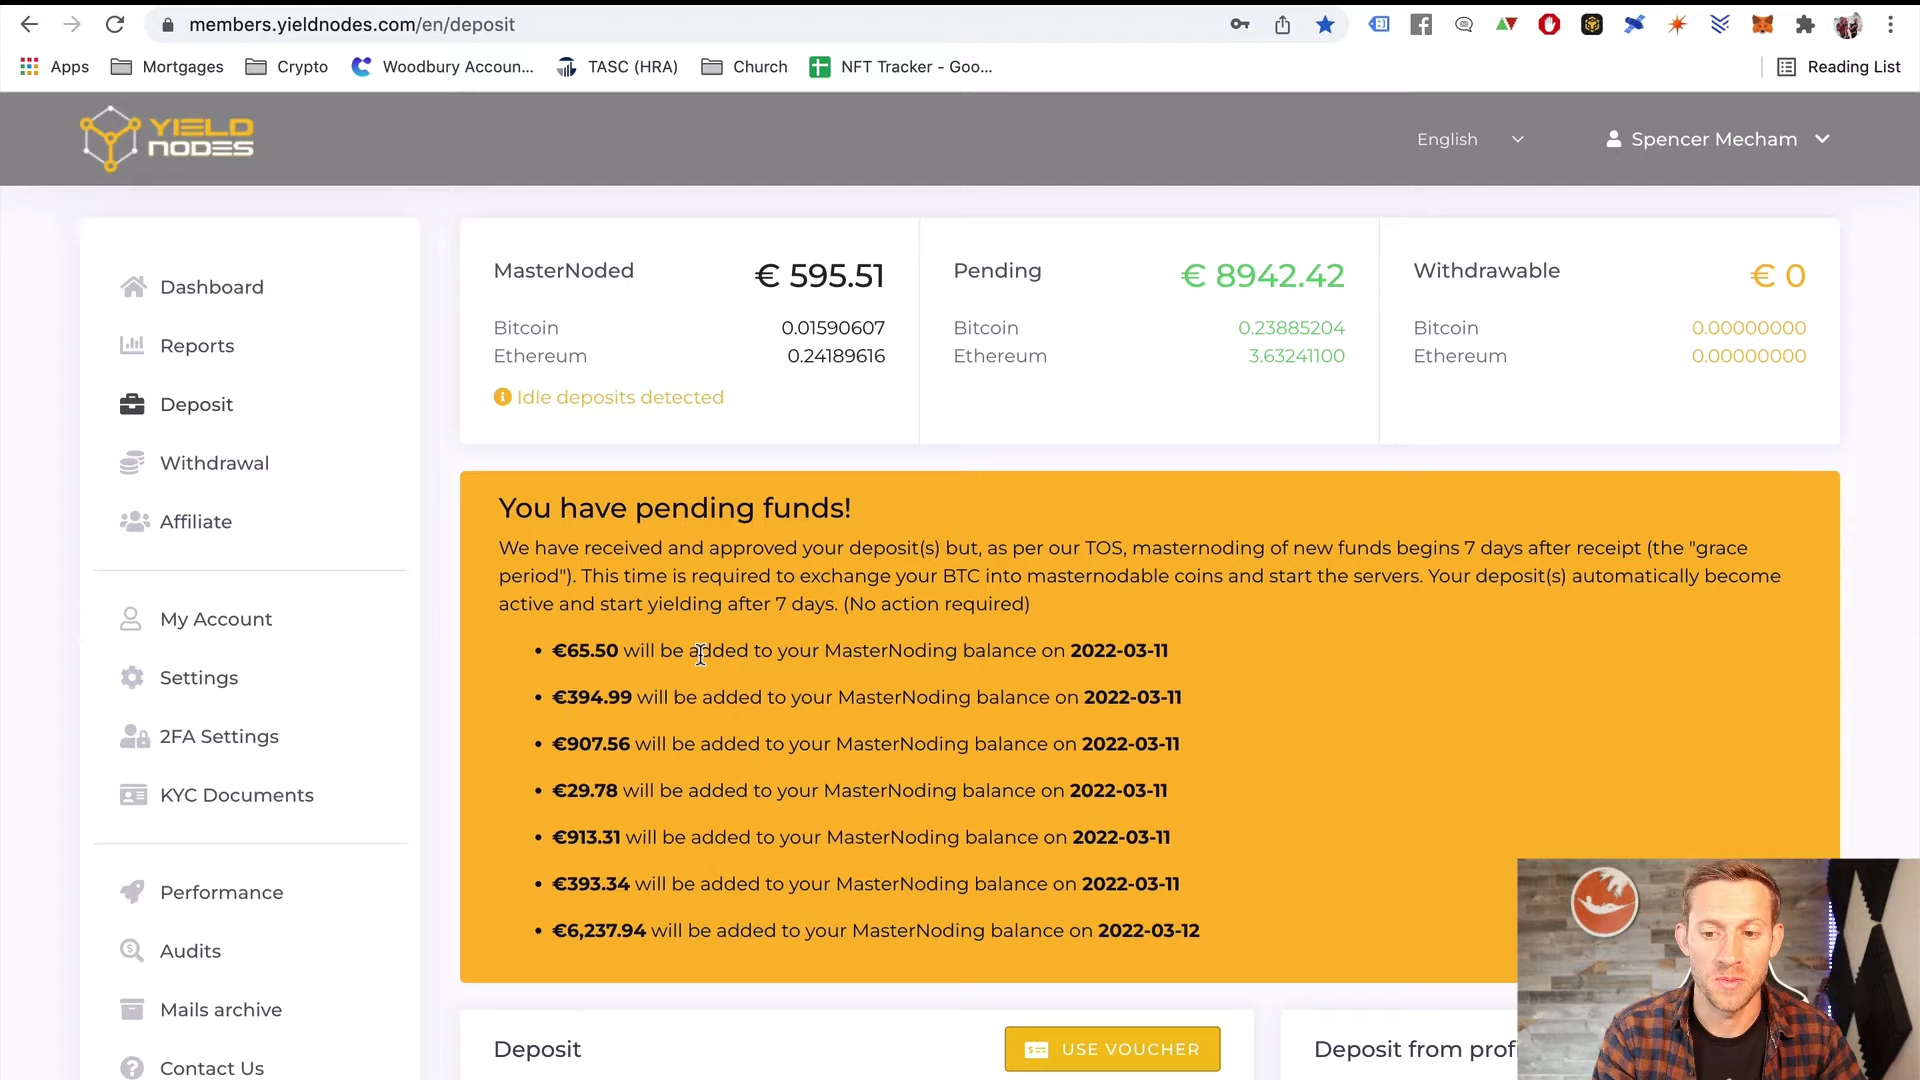 members.yieldnodes.com/en/deposit
Apps Mortgages Crypto Woodbury Accoun... TASC (HRA) Church NFT Tracker - Goo... Reading List
YIELD
NODES
English Spencer Mecham
Dashboard
Reports
Deposit
Withdrawal
Affiliate
My Account
Settings
2FA Settings
KYC Documents
Performance
Audits
Mails archive
Contact Us
MasterNoded € 595.51
Bitcoin 0.01590607
Ethereum 0.24189616
Idle deposits detected
Pending € 8942.42
Bitcoin 0.23885204
Ethereum 3.63241100
Withdrawable € 0
Bitcoin 0.00000000
Ethereum 0.00000000
You have pending funds!
We have received and approved your deposit(s) but, as per our TOS, masternoding of new funds begins 7 days after receipt (the "grace
period"). This time is required to exchange your BTC into masternodable coins and start the servers. Your deposit(s) automatically become
active and start yielding after 7 days. (No action required)
• €65.50 will be added to your MasterNoding balance on 2022-03-11
• €394.99 will be added to your MasterNoding balance on 2022-03-11
• €907.56 will be added to your MasterNoding balance on 2022-03-11
• €29.78 will be added to your MasterNoding balance on 2022-03-11
• €913.31 will be added to your MasterNoding balance on 2022-03-11
• €393.34 will be added to your MasterNoding balance on 2022-03-11
• €6,237.94 will be added to your MasterNoding balance on 2022-03-12
Deposit
USE VOUCHER
Deposit from prof